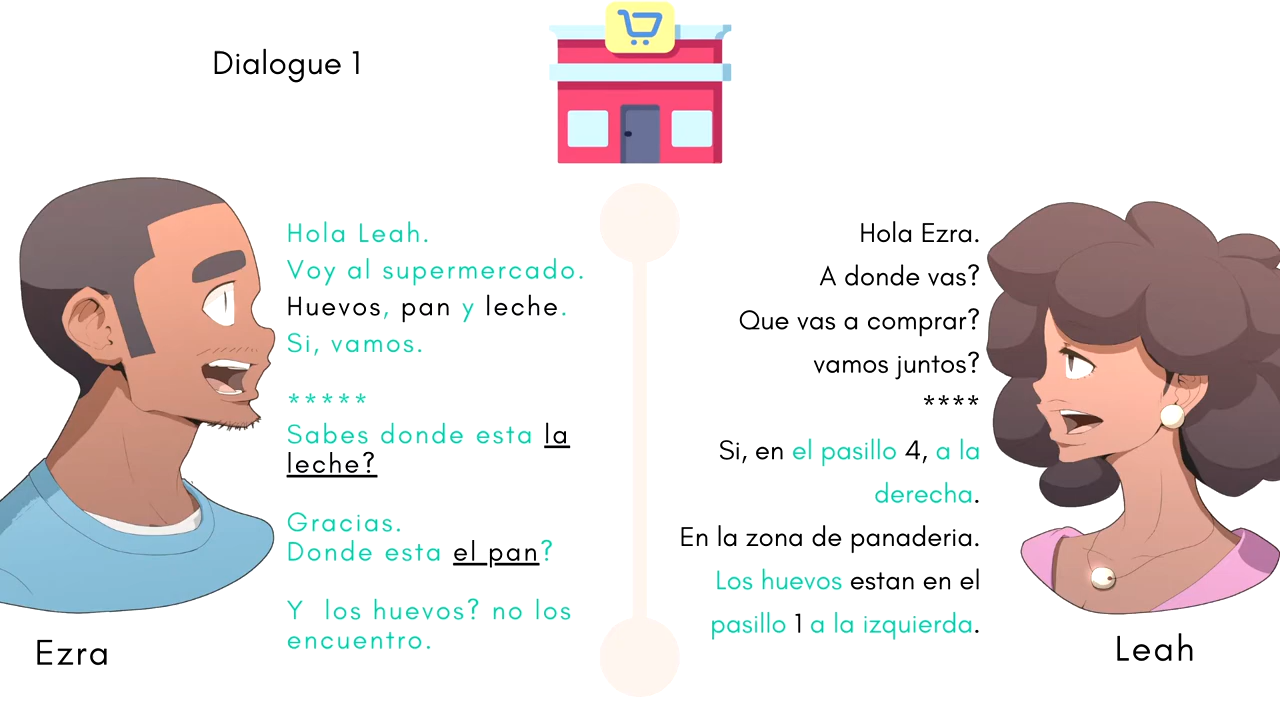 Dialogue 1
Hola Leah.
Voy al supermercado.
Huevos, pan y leche.
Si, vamos.
*****
Sabes donde esta la
leche?
Gracias.
Donde esta el pan?
Y los huevos? no los
encuentro.
Ezra
Hola Ezra.
A donde vas?
Que vas a comprar?
vamos juntos?
****
Si, en el pasillo 4, a la
derecha.
En la zona de panaderia.
Los huevos estan en el
pasillo 1 a la izquierda.
Leah